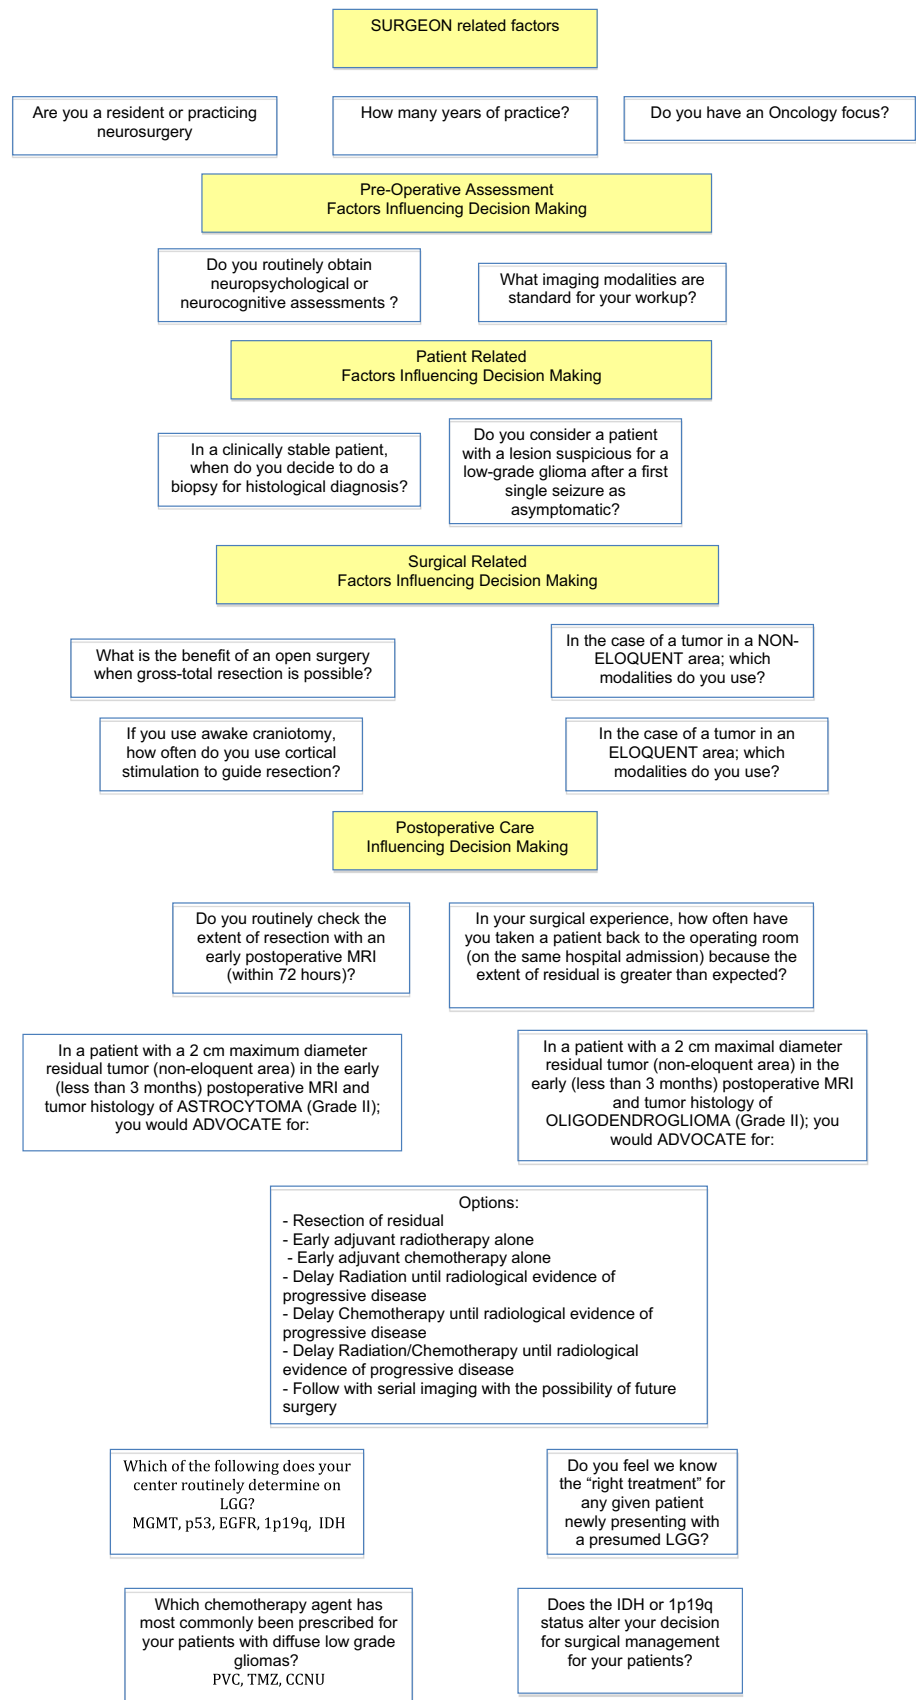 SURGEON related factors
Are you a resident or practicing
neurosurgery
How many years of practice?
Do you have an Oncology focus?
Pre-Operative Assessment
Factors Influencing Decision Making
Do you routinely obtain
neuropsychological or
neurocognitive assessments ?
What imaging modalities are
standard for your workup?
Patient Related
Factors Influencing Decision Making
In a clinically stable patient,
when do you decide to do a
biopsy for histological diagnosis?
Do you consider a patient
with a lesion suspicious for a
low-grade glioma after a first
single seizure as
asymptomatic?
Surgical Related
Factors Influencing Decision Making
What is the benefit of an open surgery
when gross-total resection is possible?
In the case of a tumor in a NON-
ELOQUENT area; which
modalities do you use?
If you use awake craniotomy,
how often do you use cortical
stimulation to guide resection?
In the case of a tumor in an
ELOQUENT area; which
modalities do you use?
Postoperative Care
Influencing Decision Making
Do you routinely check the
extent of resection with an
early postoperative MRI
(within 72 hours)?
In your surgical experience, how often have
you taken a patient back to the operating room
(on the same hospital admission) because the
extent of residual is greater than expected?
In a patient with a 2 cm maximum diameter
residual tumor (non-eloquent area) in the early
(less than 3 months) postoperative MRI and
tumor histology of ASTROCYTOMA (Grade II);
you would ADVOCATE for:
In a patient with a 2 cm maximal diameter
residual tumor (non-eloquent area) in the
early (less than 3 months) postoperative MRI
and tumor histology of
OLIGODENDROGLIOMA (Grade II); you
would ADVOCATE for:
Options:
- Resection of residual
- Early adjuvant radiotherapy alone
- Early adjuvant chemotherapy alone
- Delay Radiation until radiological evidence of
progressive disease
- Delay Chemotherapy until radiological evidence of
progressive disease
- Delay Radiation/Chemotherapy until radiological
evidence of progressive disease
- Follow with serial imaging with the possibility of future
surgery
Which of the following does your
center routinely determine on
LGG?
MGMT, p53, EGFR, 1p19q, IDH
Do you feel we know
the “right treatment” for
any given patient
newly presenting with
a presumed LGG?
Which chemotherapy agent has
most commonly been prescribed for
your patients with diffuse low grade
gliomas?
PVC, TMZ, CCNU
Does the IDH or 1p19q
status alter your decision
for surgical management
for your patients?